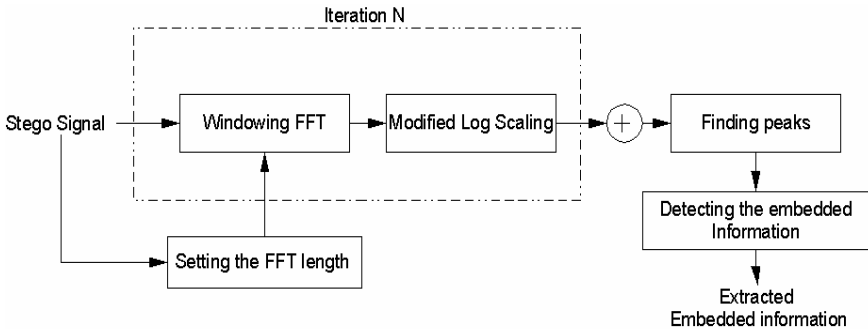 Iteration N
Stego Signal
Windowing FFT
Modified Log Scaling
+
Finding peaks
Setting the FFT length
Detecting the embedded
Information
Extracted
Embedded information